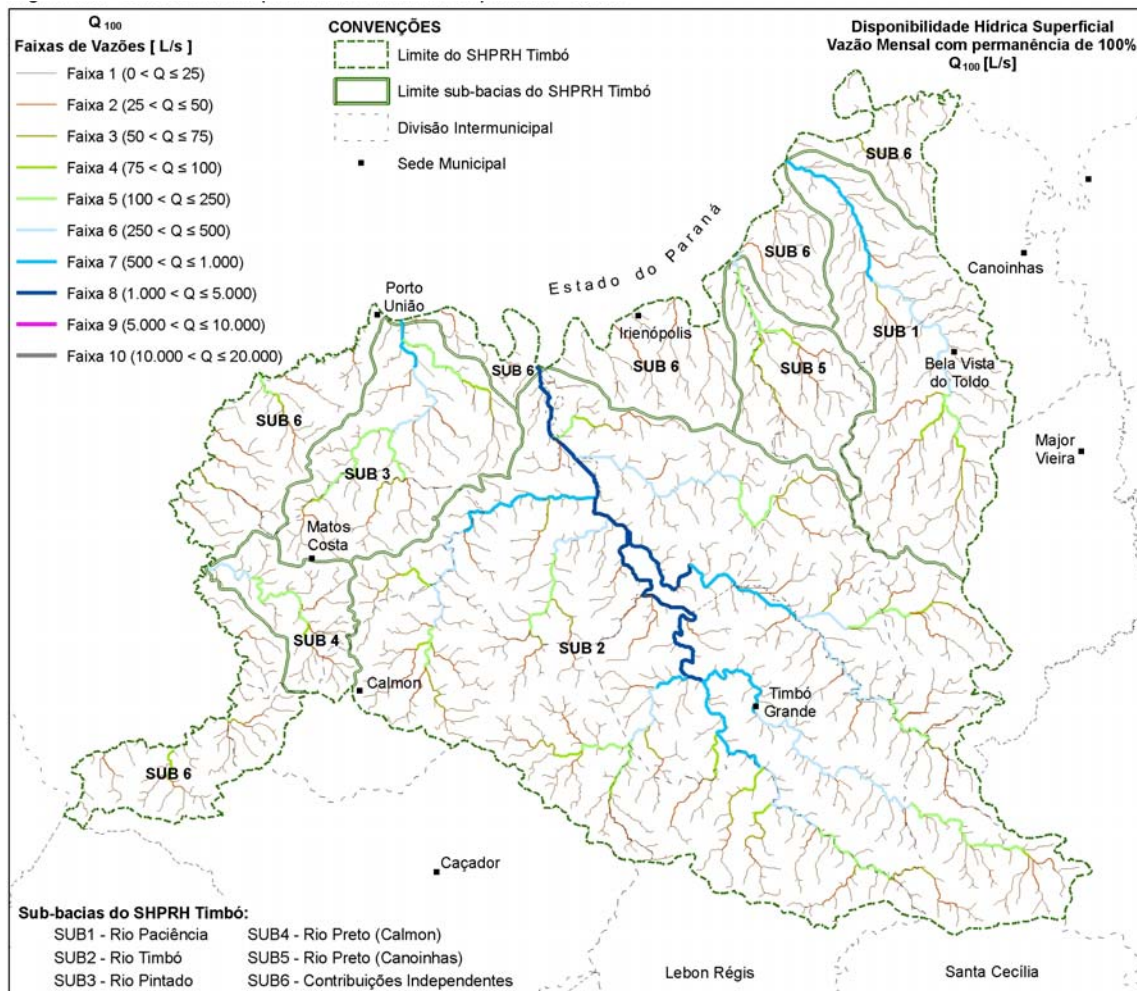 Q 100
Faixas de Vazões [ L/s ]
Faixa 1 (0 < Q ≤ 25)
Faixa 2 (25 < Q ≤ 50)
Faixa 3 (50 < Q ≤ 75)
Faixa 4 (75 < Q ≤ 100)
Faixa 5 (100 < Q ≤ 250)
Faixa 6 (250 < Q ≤ 500)
Faixa 7 (500 < Q ≤ 1.000)
Faixa 8 (1.000 < Q ≤ 5.000)
Faixa 9 (5.000 < Q ≤ 10.000)
Faixa 10 (10.000 < Q ≤ 20.000)
CONVENÇÕES
Limite do SHPRH Timbó
Limite sub-bacias do SHPRH Timbó
Divisão Intermunicipal
Sede Municipal
Disponibilidade Hídrica Superficial
Vazão Mensal com permanência de 100%
Q 100 [L/s]
SUB 6
Estado do Paraná
SUB 6
Canoinhas
Porto
União
Irienópolis
SUB 1
SUB 6
SUB 6
SUB 5
Bela Vista
do Toldo
SUB 6
Major
Vieira
SUB 3
Matos
Costa
SUB 4
SUB 2
Calmon
Timbó
Grande
SUB 6
Caçador
Sub-bacias do SHPRH Timbó:
SUB1 - Rio Paciência
SUB2 - Rio Timbó
SUB3 - Rio Pintado
SUB4 - Rio Preto (Calmon)
SUB5 - Rio Preto (Canoinhas)
SUB6 - Contribuições Independentes
Lebon Régis
Santa Cecília